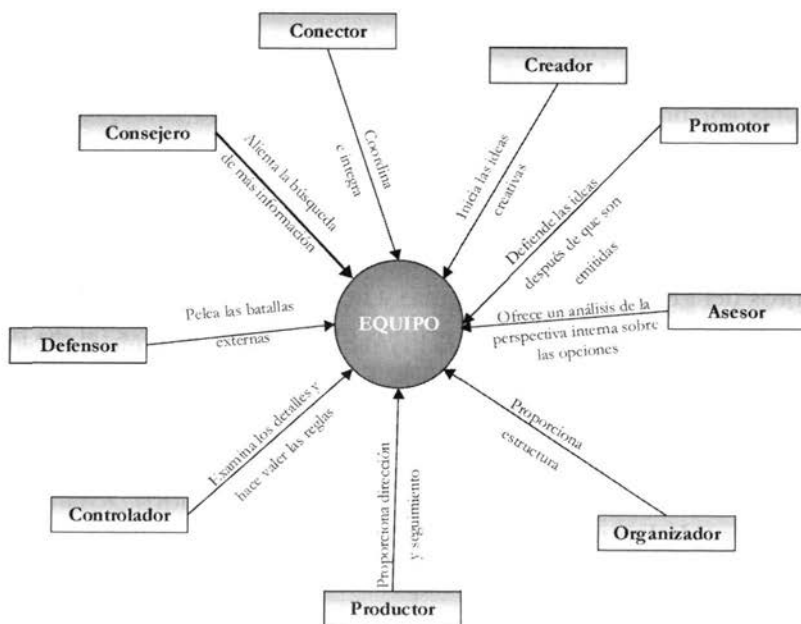 Conector
Creador
Promotor
Consejero
Alienta la búsqueda
de más información
Coordina
e integra
Inicia las ideas
creativas
Defiende las ideas
después de que son
emitidas
Defensor
Pelea las batallas
externas
EQUIPO
Ofrece un análisis de la
perspectiva interna sobre
las opciones
Asesor
Examina los detalles y
hace valer las reglas
Controlador
Proporciona dirección
y seguimiento
Productor
Proporciona
estructura
Organizador